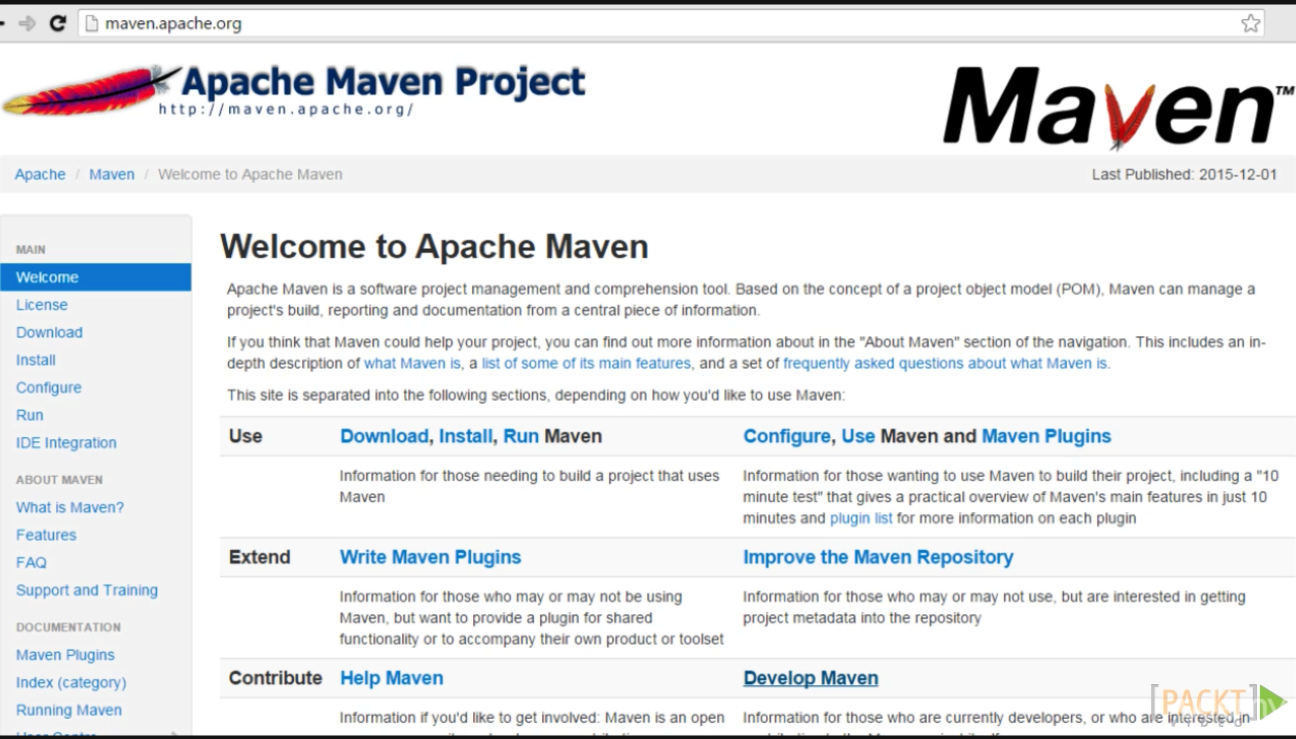 maven.apache.org
Apache Maven Project
http://maven.apache.org/
Maven™
Apache / Maven / Welcome to Apache Maven
Last Published: 2015-12-01
MAIN
Welcome
License
Download
Install
Configure
Run
IDE Integration
ABOUT MAVEN
What is Maven?
Features
FAQ
Support and Training
DOCUMENTATION
Maven Plugins
Index (category)
Running Maven
Welcome to Apache Maven
Apache Maven is a software project management and comprehension tool. Based on the concept of a project object model (POM), Maven can manage a
project's build, reporting and documentation from a central piece of information.
If you think that Maven could help your project, you can find out more information about in the "About Maven" section of the navigation. This includes an in-
depth description of what Maven is, a list of some of its main features, and a set of frequently asked questions about what Maven is.
This site is separated into the following sections, depending on how you'd like to use Maven:
Use
Download, Install, Run Maven
Information for those needing to build a project that uses
Maven
Configure, Use Maven and Maven Plugins
Information for those wanting to use Maven to build their project, including a "10
minute test" that gives a practical overview of Maven's main features in just 10
minutes and plugin list for more information on each plugin
Extend
Write Maven Plugins
Information for those who may or may not be using
Maven, but want to provide a plugin for shared
functionality or to accompany their own product or toolset
Improve the Maven Repository
Information for those who may or may not use, but are interested in getting
project metadata into the repository
Contribute
Help Maven
Information if you'd like to get involved: Maven is an open
Develop Maven
Information for those who are currently developers, or who are interested in
[PACKT]
VIDEO